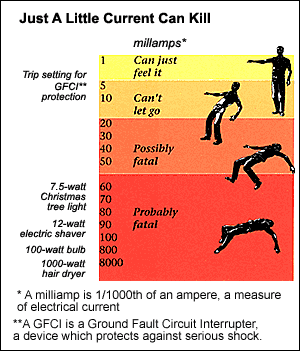 Just A Little Current Can Kill
millamps*
1 Can just
feel it
Trip setting for
GFCI**
protection
5
10 Can't
let go
20
30
40 Possibly
50 fatal
7.5-watt
Christmas
tree light
60
70
80 Probably
12-watt
electric shaver
90 fatal
100-watt bulb
100
800
1000-watt
hair dryer
8000
* A milliamp is 1/1000th of an ampere, a measure
of electrical current
**A GFCI is a Ground Fault Circuit Interrupter,
a device which protects against serious shock.